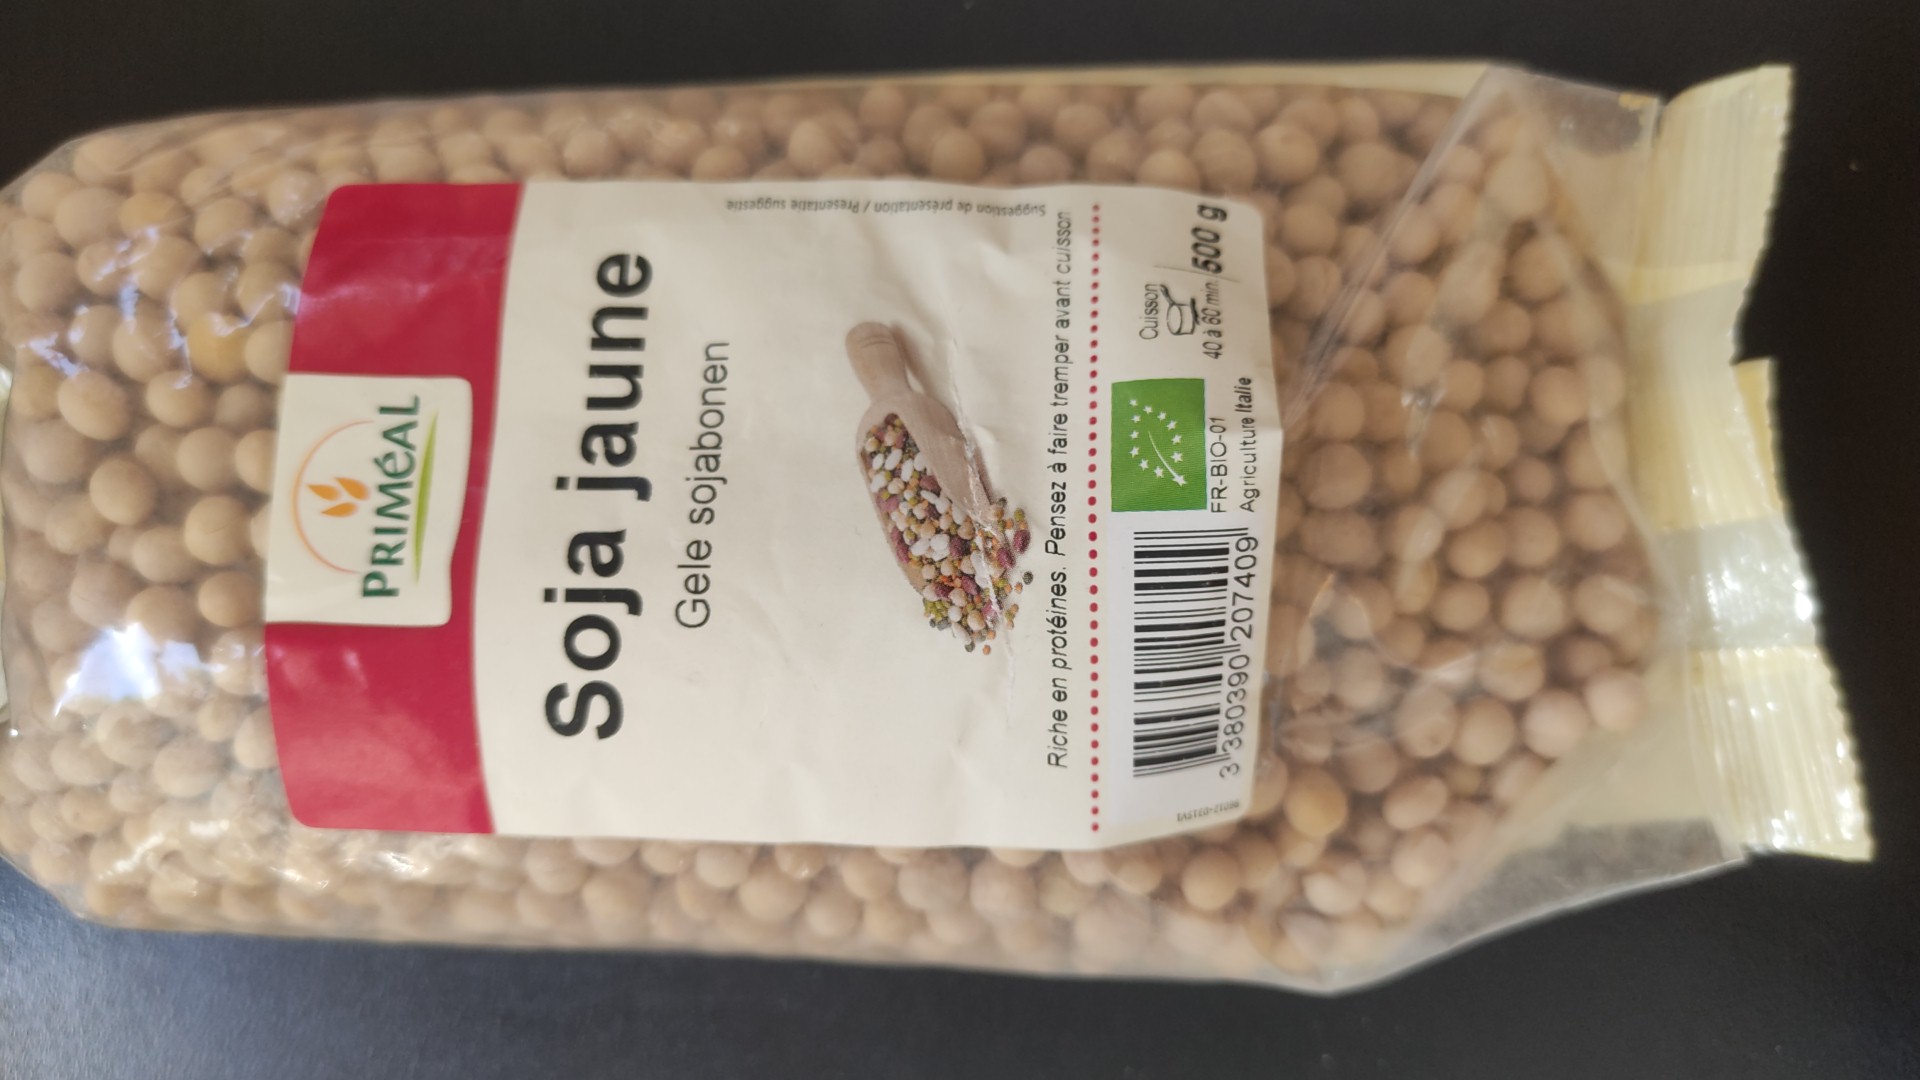 PRIMéAL
Soja jaune
Gele sojabonen
Suggestion de présentation / Presentatie suggestie
Riche en protéines. Pensez à faire tremper avant cuisson
Cuisson
40 à 60 min.
500 g
FR-BIO-01
Agriculture Italie
3 380390 207409